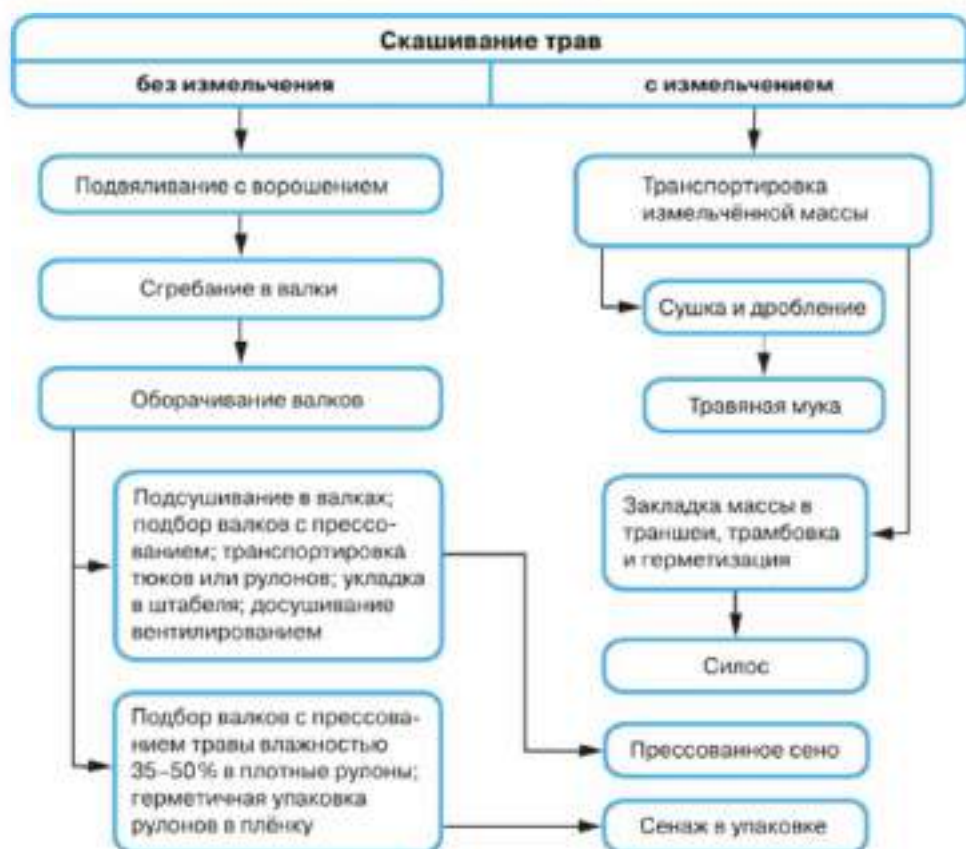 Скашивание трав
без измельчения
с измельчением
Подвяливание с ворошением
Сгребание в валки
Оборачивание валков
Подсушивание в валках;
подбор валков с прессо-
ванием; транспортировка
тюков или рулонов; укладка
в штабеля; досушивание
вентилированием
Подбор валков с прессова-
нием травы влажностью
35–50% в плотные рулоны;
герметичная упаковка
рулонов в плёнку
Транспортировка
измельчённой массы
Сушка и дробление
Травяная мука
Закладка массы в
траншеи, трамбовка
и герметизация
Силос
Прессованное сено
Сенаж в упаковке